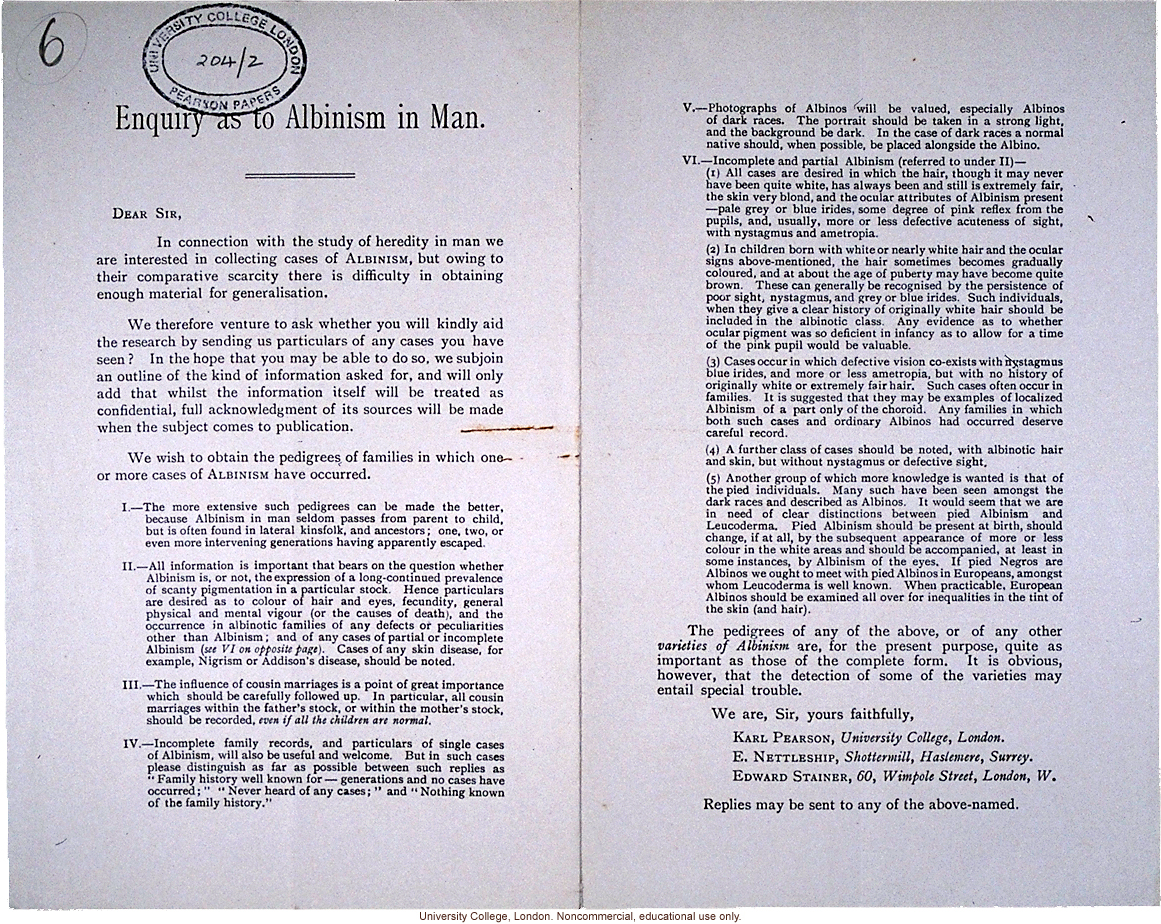 6
UNIVERSITY COLLEGE LONDON
204/2
PEARSON PAPERS
Enquiry as to Albinism in Man.
DEAR SIR,
In connection with the study of heredity in man we
are interested in collecting cases of ALBINISM, but owing to
their comparative scarcity there is difficulty in obtaining
enough material for generalisation.
We therefore venture to ask whether you will kindly aid
the research by sending us particulars of any cases you have
seen? In the hope that you may be able to do so, we subjoin
an outline of the kind of information asked for, and will only
add that whilst the information itself will be treated as
confidential, full acknowledgment of its sources will be made
when the subject comes to publication.
We wish to obtain the pedigrees of families in which one
or more cases of ALBINISM have occurred.
I.—The more extensive such pedigrees can be made the better,
because Albinism in man seldom passes from parent to child,
but is often found in lateral kinsfolk, and ancestors; one, two, or
even more intervening generations having apparently escaped.
II.—All information is important that bears on the question whether
Albinism is, or not, the expression of a long-continued prevalence
of scanty pigmentation in a particular stock. Hence particulars
are desired as to colour of hair and eyes, fecundity, general
physical and mental vigour (or the causes of death), and the
occurrence in albinotic families of any defects or peculiarities
other than Albinism; and of any cases of partial or incomplete
Albinism (see VI on opposite page). Cases of any skin disease, for
example, Nigrism or Addison's disease, should be noted.
III.—The influence of cousin marriages is a point of great importance
which should be carefully followed up. In particular, all cousin
marriages within the father's stock, or within the mother's stock,
should be recorded, even if all the children are normal.
IV.—Incomplete family records, and particulars of single cases
of Albinism, will also be useful and welcome. But in such cases
please distinguish as far as possible between such replies as
"Family history well known for — generations and no cases have
occurred;" "Never heard of any cases;" and "Nothing known
of the family history."
V.—Photographs of Albinos will be valued, especially Albinos
of dark races. The portrait should be taken in a strong light,
and the background be dark. In the case of dark races a normal
native should, when possible, be placed alongside the Albino.
VI.—Incomplete and partial Albinism (referred to under II)—
(1) All cases are desired in which the hair, though it may never
have been quite white, has always been and still is extremely fair,
the skin very blond, and the ocular attributes of Albinism present
—pale grey or blue irides, some degree of pink reflex from the
pupils, and, usually, more or less defective acuteness of sight,
with nystagmus and ametropia.
(2) In children born with white or nearly white hair and the ocular
signs above-mentioned, the hair sometimes becomes gradually
coloured, and at about the age of puberty may have become quite
brown. These can generally be recognised by the persistence of
poor sight, nystagmus, and grey or blue irides. Such individuals,
when they give a clear history of originally white hair should be
included in the albinotic class. Any evidence as to whether
ocular pigment was so deficient in infancy as to allow for a time
of the pink pupil would be valuable.
(3) Cases occur in which defective vision co-exists with nystagmus
blue irides, and more or less ametropia, but with no history of
originally white or extremely fair hair. Such cases often occur in
families. It is suggested that they may be examples of localized
Albinism of a part only of the choroid. Any families in which
both such cases and ordinary Albinos had occurred deserve
careful record.
(4) A further class of cases should be noted, with albinotic hair
and skin, but without nystagmus or defective sight.
(5) Another group of which more knowledge is wanted is that of
the pied individuals. Many such have been seen amongst the
dark races and described as Albinos. It would seem that we are
in need of clear distinctions between pied Albinism and
Leucoderma. Pied Albinism should be present at birth, should
change, if at all, by the subsequent appearance of more or less
colour in the white areas and should be accompanied, at least in
some instances, by Albinism of the eyes. If pied Negros are
Albinos we ought to meet with pied Albinos in Europeans, amongst
whom Leucoderma is well known. When practicable, European
Albinos should be examined all over for inequalities in the tint of
the skin (and hair).
The pedigrees of any of the above, or of any other
varieties of Albinism are, for the present purpose, quite as
important as those of the complete form. It is obvious,
however, that the detection of some of the varieties may
entail special trouble.
We are, Sir, yours faithfully,
KARL PEARSON, University College, London.
E. NETTLESHIP, Shottermill, Haslemere, Surrey.
EDWARD STAINER, 60, Wimpole Street, London, W.
Replies may be sent to any of the above-named.
University College, London. Noncommercial, educational use only.